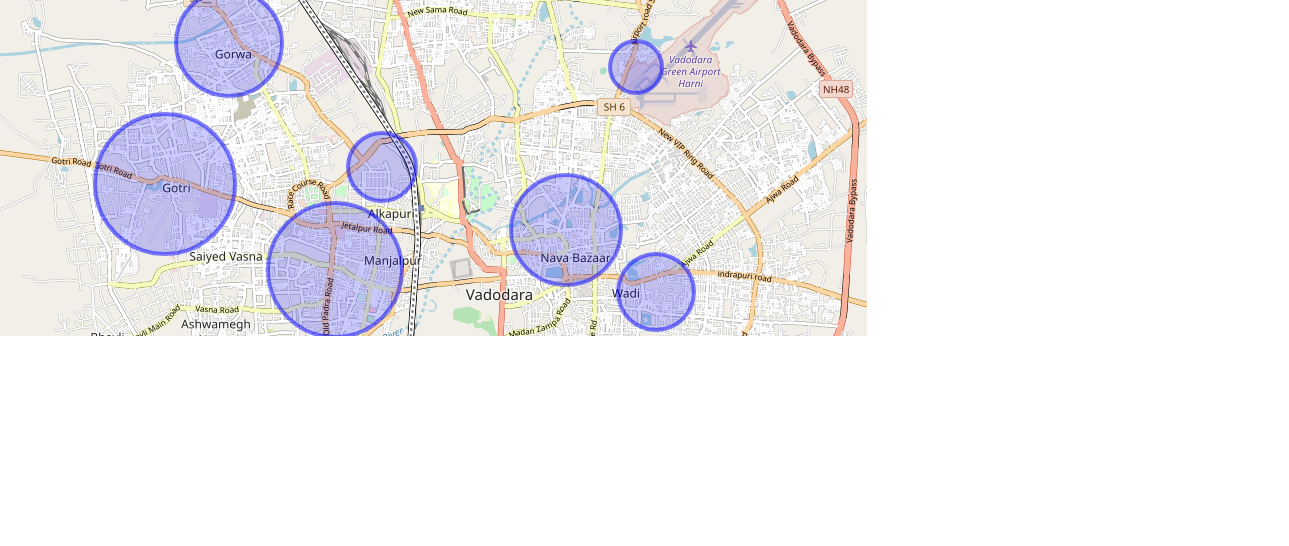 New Sama Road
Gorwa
Vadodara
Green Airport
Harni
Vadodara Bypass
NH48
SH 6
New VIP Ring Road
Gotri Road
Gotri Road
Gotri
Race Course Road
Ajwa Road
Vadodara Bypass
Alkapuri
Jetalpur Road
Saiyed Vasna
Manjalpur
Nava Bazaar
Ajwa Road
Indrapuri road
Wadi
Vadodara
Vasna Road
Old Padra Road
Ashwamegh
Main Road
Madan Zampa Road
River